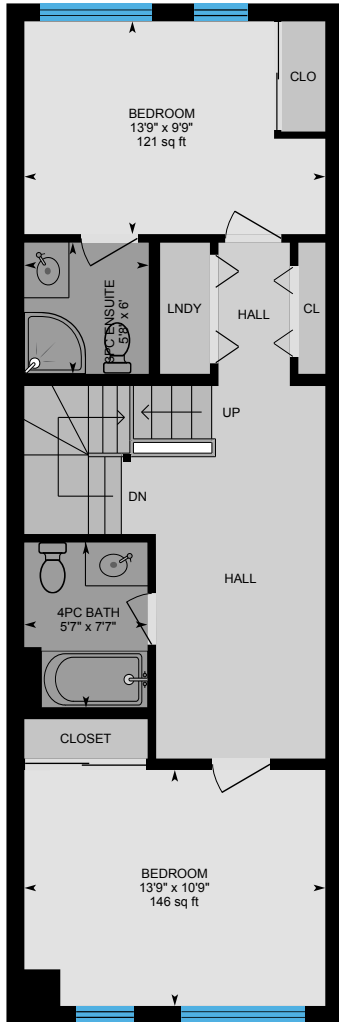 CLO
BEDROOM
13'9" x 9'9"
121 sq ft
3PC ENSUITE
5'8" x 6'
LNDY
HALL
CL
UP
DN
HALL
4PC BATH
5'7" x 7'7"
CLOSET
BEDROOM
13'9" x 10'9"
146 sq ft